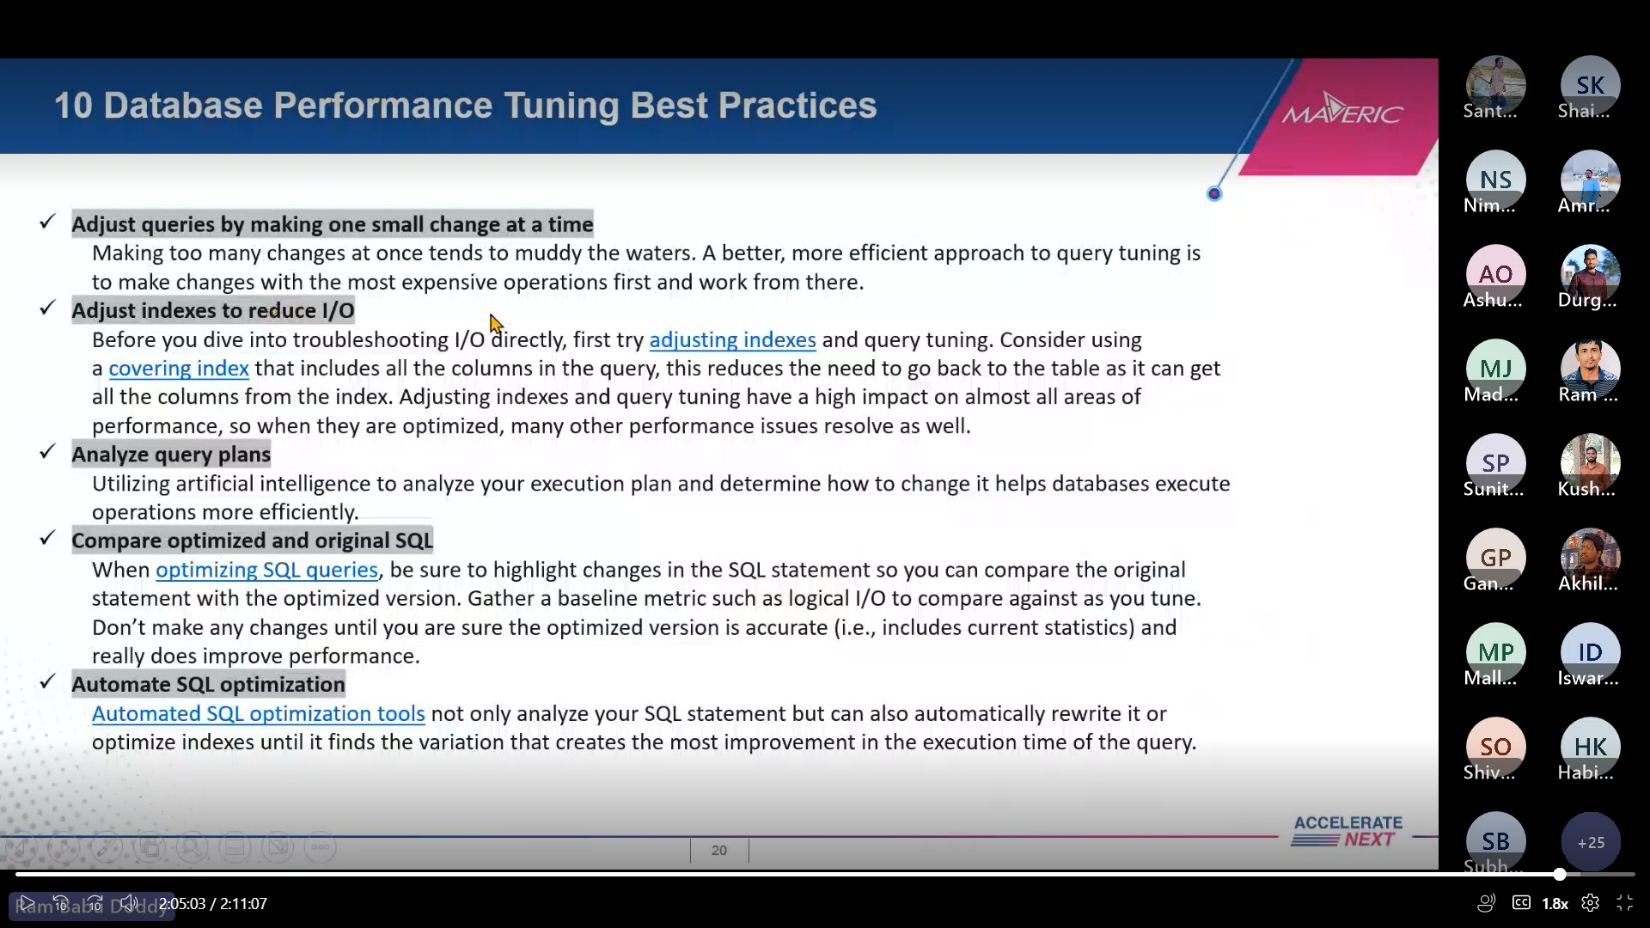 10 Database Performance Tuning Best Practices
MAVERIC
✓ Adjust queries by making one small change at a time
Making too many changes at once tends to muddy the waters. A better, more efficient approach to query tuning is
to make changes with the most expensive operations first and work from there.
✓ Adjust indexes to reduce I/O
Before you dive into troubleshooting I/O directly, first try adjusting indexes and query tuning. Consider using
a covering index that includes all the columns in the query, this reduces the need to go back to the table as it can get
all the columns from the index. Adjusting indexes and query tuning have a high impact on almost all areas of
performance, so when they are optimized, many other performance issues resolve as well.
✓ Analyze query plans
Utilizing artificial intelligence to analyze your execution plan and determine how to change it helps databases execute
operations more efficiently.
✓ Compare optimized and original SQL
When optimizing SQL queries, be sure to highlight changes in the SQL statement so you can compare the original
statement with the optimized version. Gather a baseline metric such as logical I/O to compare against as you tune.
Don’t make any changes until you are sure the optimized version is accurate (i.e., includes current statistics) and
really does improve performance.
✓ Automate SQL optimization
Automated SQL optimization tools not only analyze your SQL statement but can also automatically rewrite it or
optimize indexes until it finds the variation that creates the most improvement in the execution time of the query.
ACCELERATE
NEXT
20
Sant...
SK
Shai...
NS
Nim...
Amr...
AO
Ashu...
Durg...
MJ
Mad...
Ram ...
SP
Sunit...
Kush...
GP
Gan...
Akhil...
MP
Mall...
ID
Iswar...
SO
Shiv...
HK
Habi...
SB
Subh...
+25
Ram Babu Doddy
10
10
2:05:03 / 2:11:07
CC
1.8x